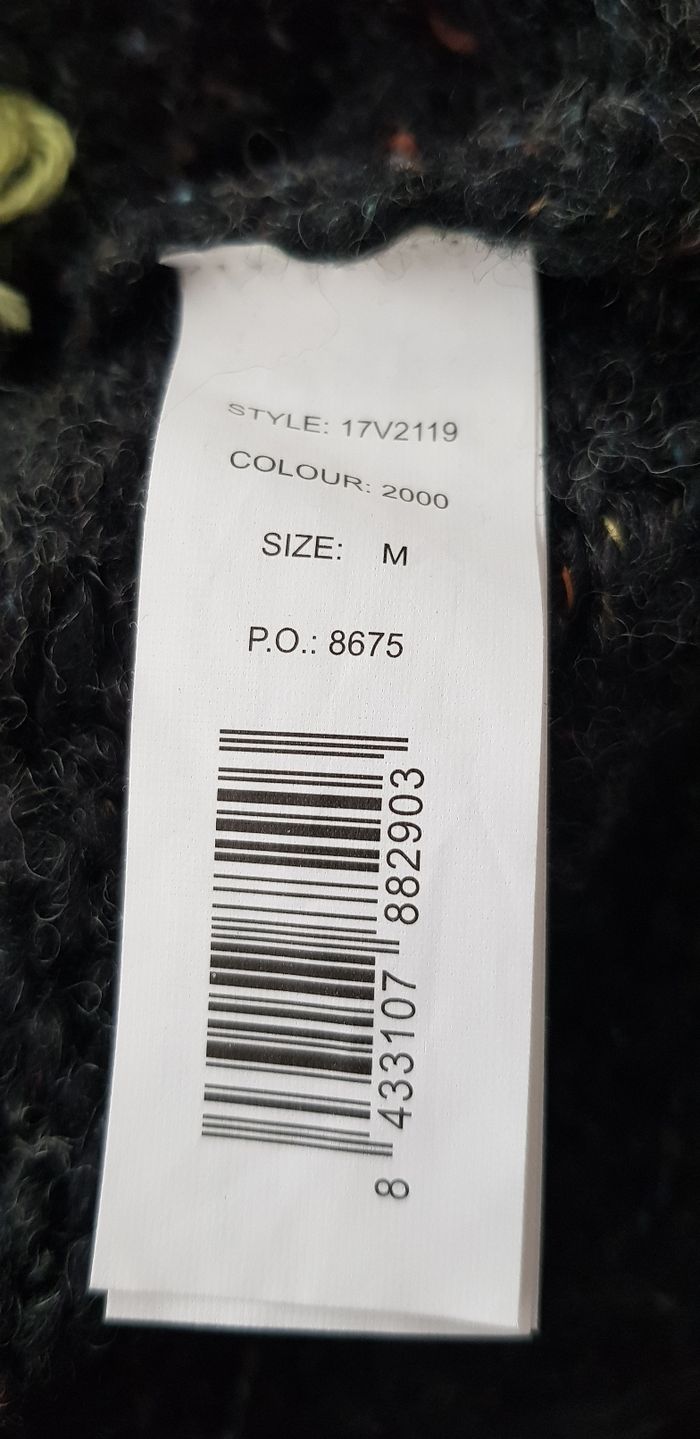 STYLE: 17V2119
COLOUR: 2000
SIZE: M
P.O.: 8675
8 433107 882903